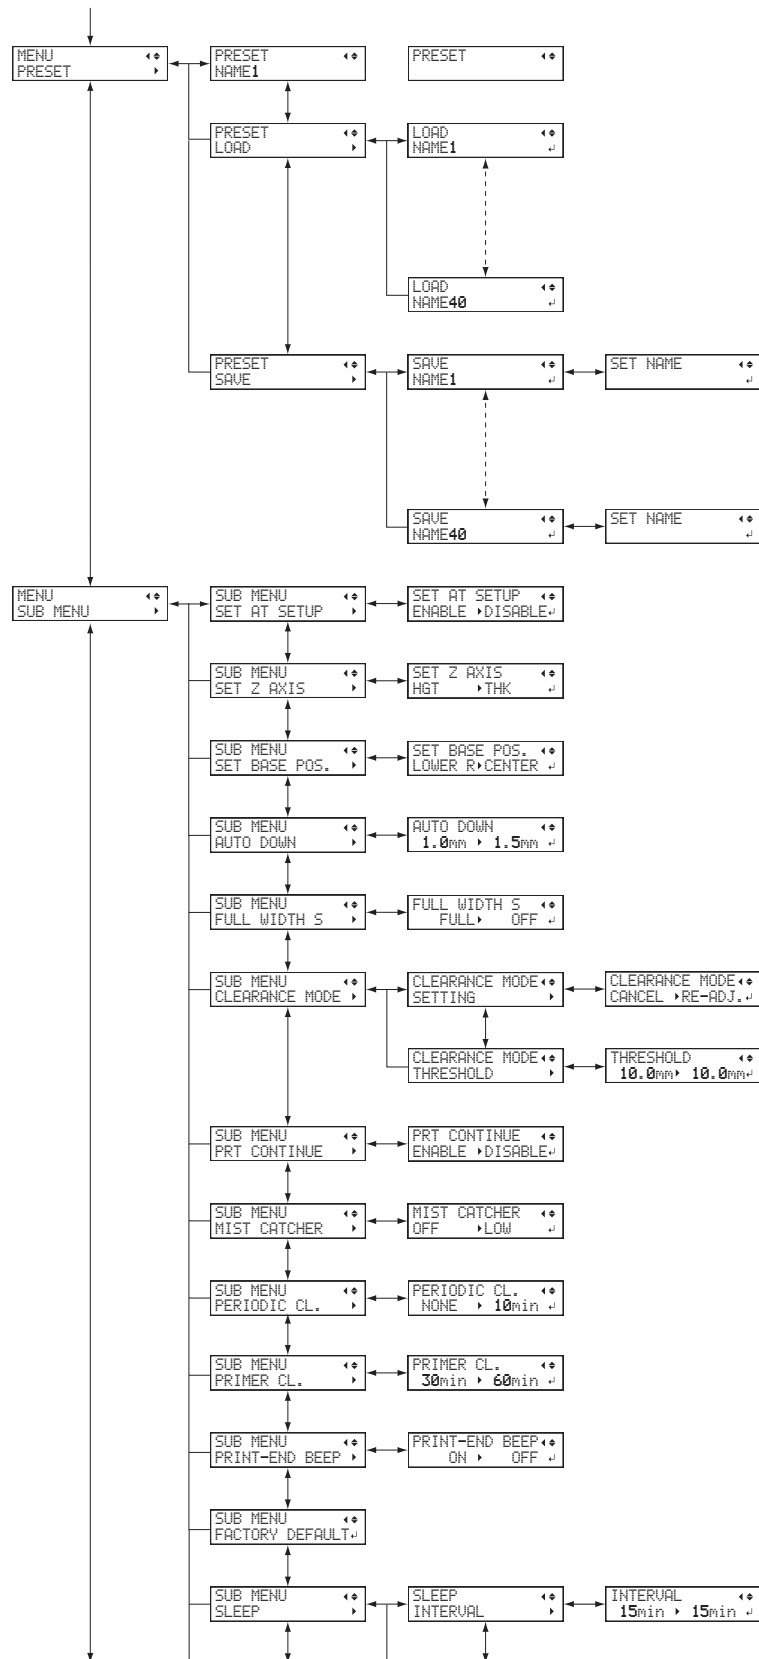 MENU
PRESET
PRESET
NAME1
PRESET
PRESET
LOAD
LOAD
NAME1
LOAD
NAME40
PRESET
SAVE
SAVE
NAME1
SET NAME
SAVE
NAME40
SET NAME
MENU
SUB MENU
SUB MENU
SET AT SETUP
SET AT SETUP
ENABLE DISABLE
SUB MENU
SET Z AXIS
SET Z AXIS
HGT THK
SUB MENU
SET BASE POS.
SET BASE POS.
LOWER R CENTER
SUB MENU
AUTO DOWN
AUTO DOWN
1.0mm 1.5mm
SUB MENU
FULL WIDTH S
FULL WIDTH S
FULL OFF
SUB MENU
CLEARANCE MODE
CLEARANCE MODE
SETTING
CLEARANCE MODE
CANCEL RE-ADJ.
CLEARANCE MODE
THRESHOLD
THRESHOLD
10.0mm 10.0mm
SUB MENU
PRT CONTINUE
PRT CONTINUE
ENABLE DISABLE
SUB MENU
MIST CATCHER
MIST CATCHER
OFF LOW
SUB MENU
PERIODIC CL.
PERIODIC CL.
NONE 10min
SUB MENU
PRIMER CL.
PRIMER CL.
30min 60min
SUB MENU
PRINT-END BEEP
PRINT-END BEEP
ON OFF
SUB MENU
FACTORY DEFAULT
SUB MENU
SLEEP
SLEEP
INTERVAL
INTERVAL
15min 15min